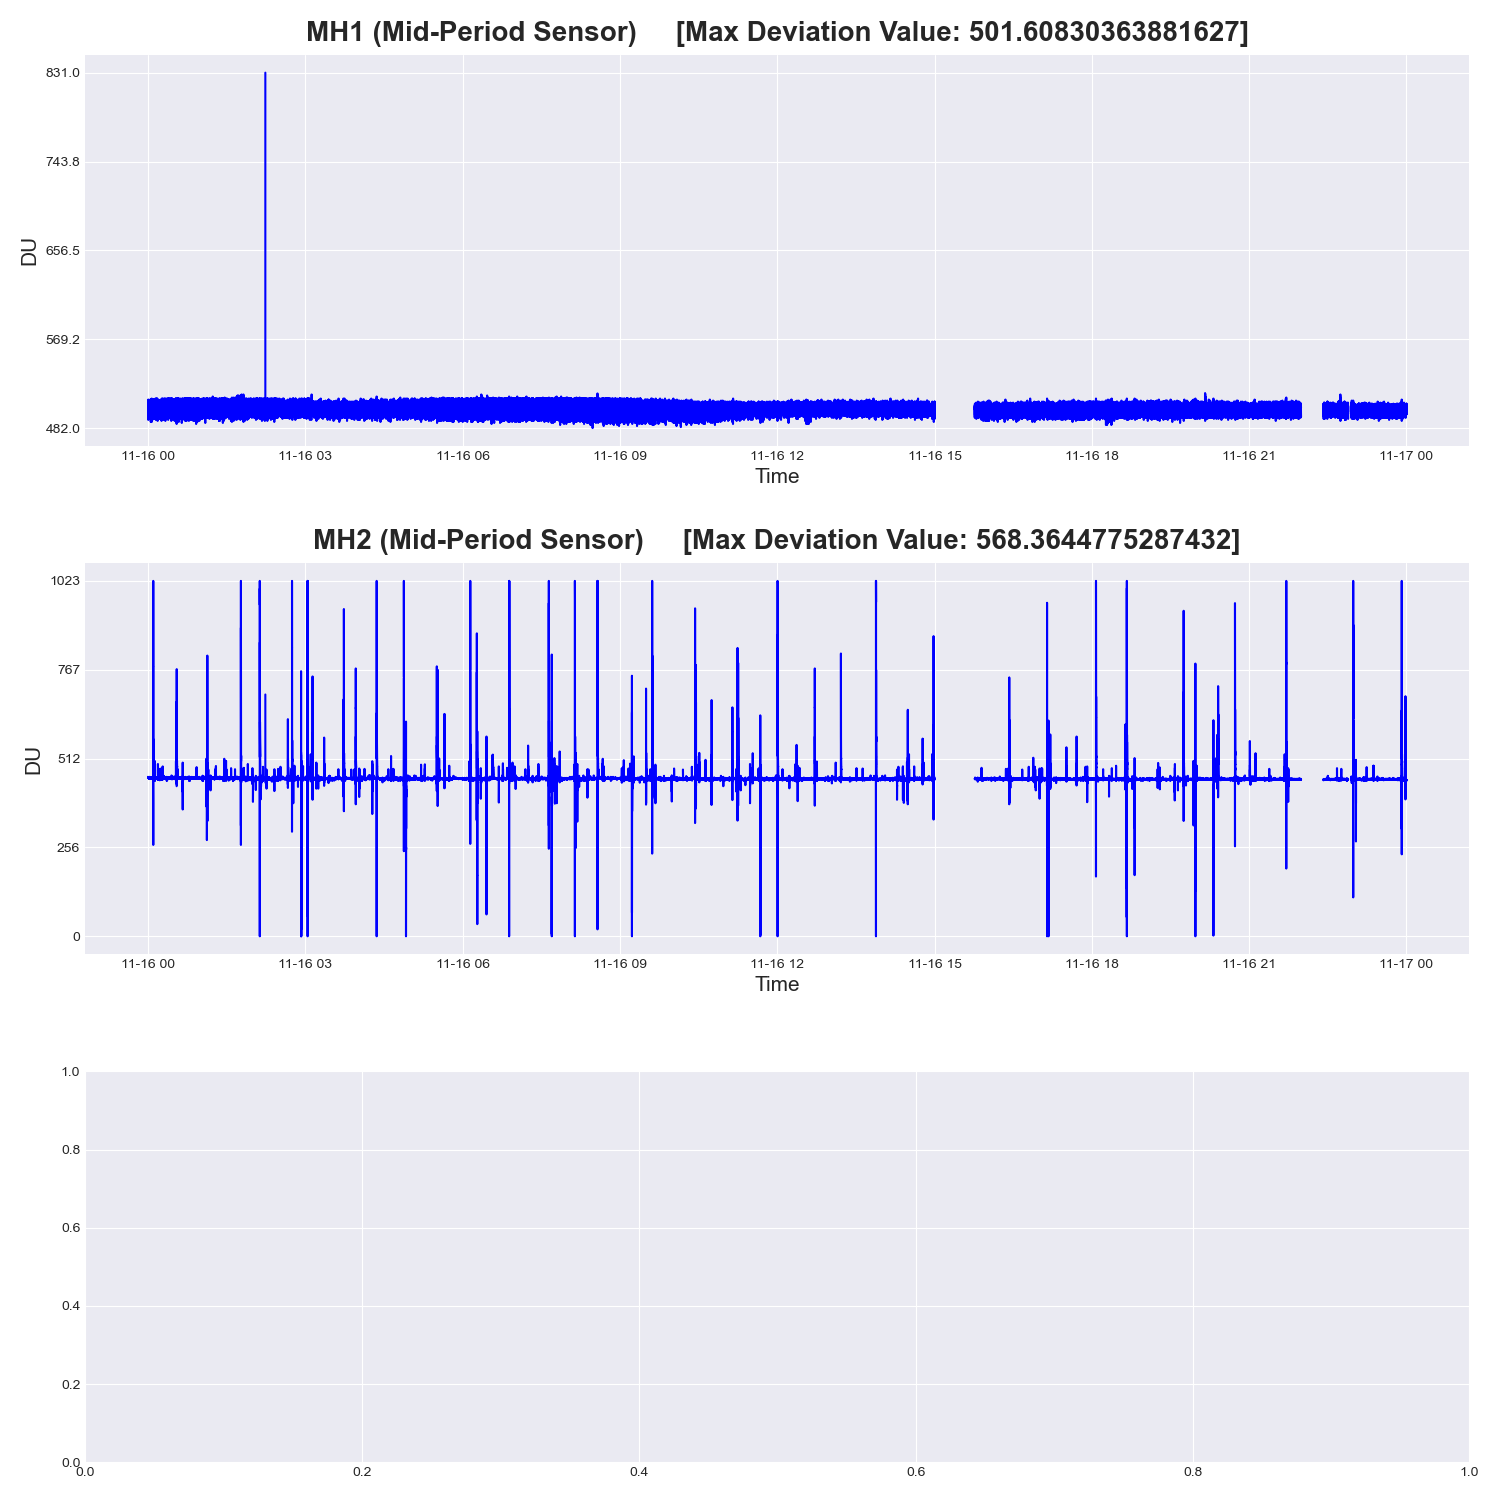 MH1 (Mid-Period Sensor) [Max Deviation Value: 501.60830363881627]
831.0
743.8
656.5
569.2
482.0
DU
11-16 00 11-16 03 11-16 06 11-16 09 11-16 12 11-16 15 11-16 18 11-16 21 11-17 00
Time
MH2 (Mid-Period Sensor) [Max Deviation Value: 568.3644775287432]
1023
767
512
256
0
DU
11-16 00 11-16 03 11-16 06 11-16 09 11-16 12 11-16 15 11-16 18 11-16 21 11-17 00
Time
1.0
0.8
0.6
0.4
0.2
0.0
0.0 0.2 0.4 0.6 0.8 1.0